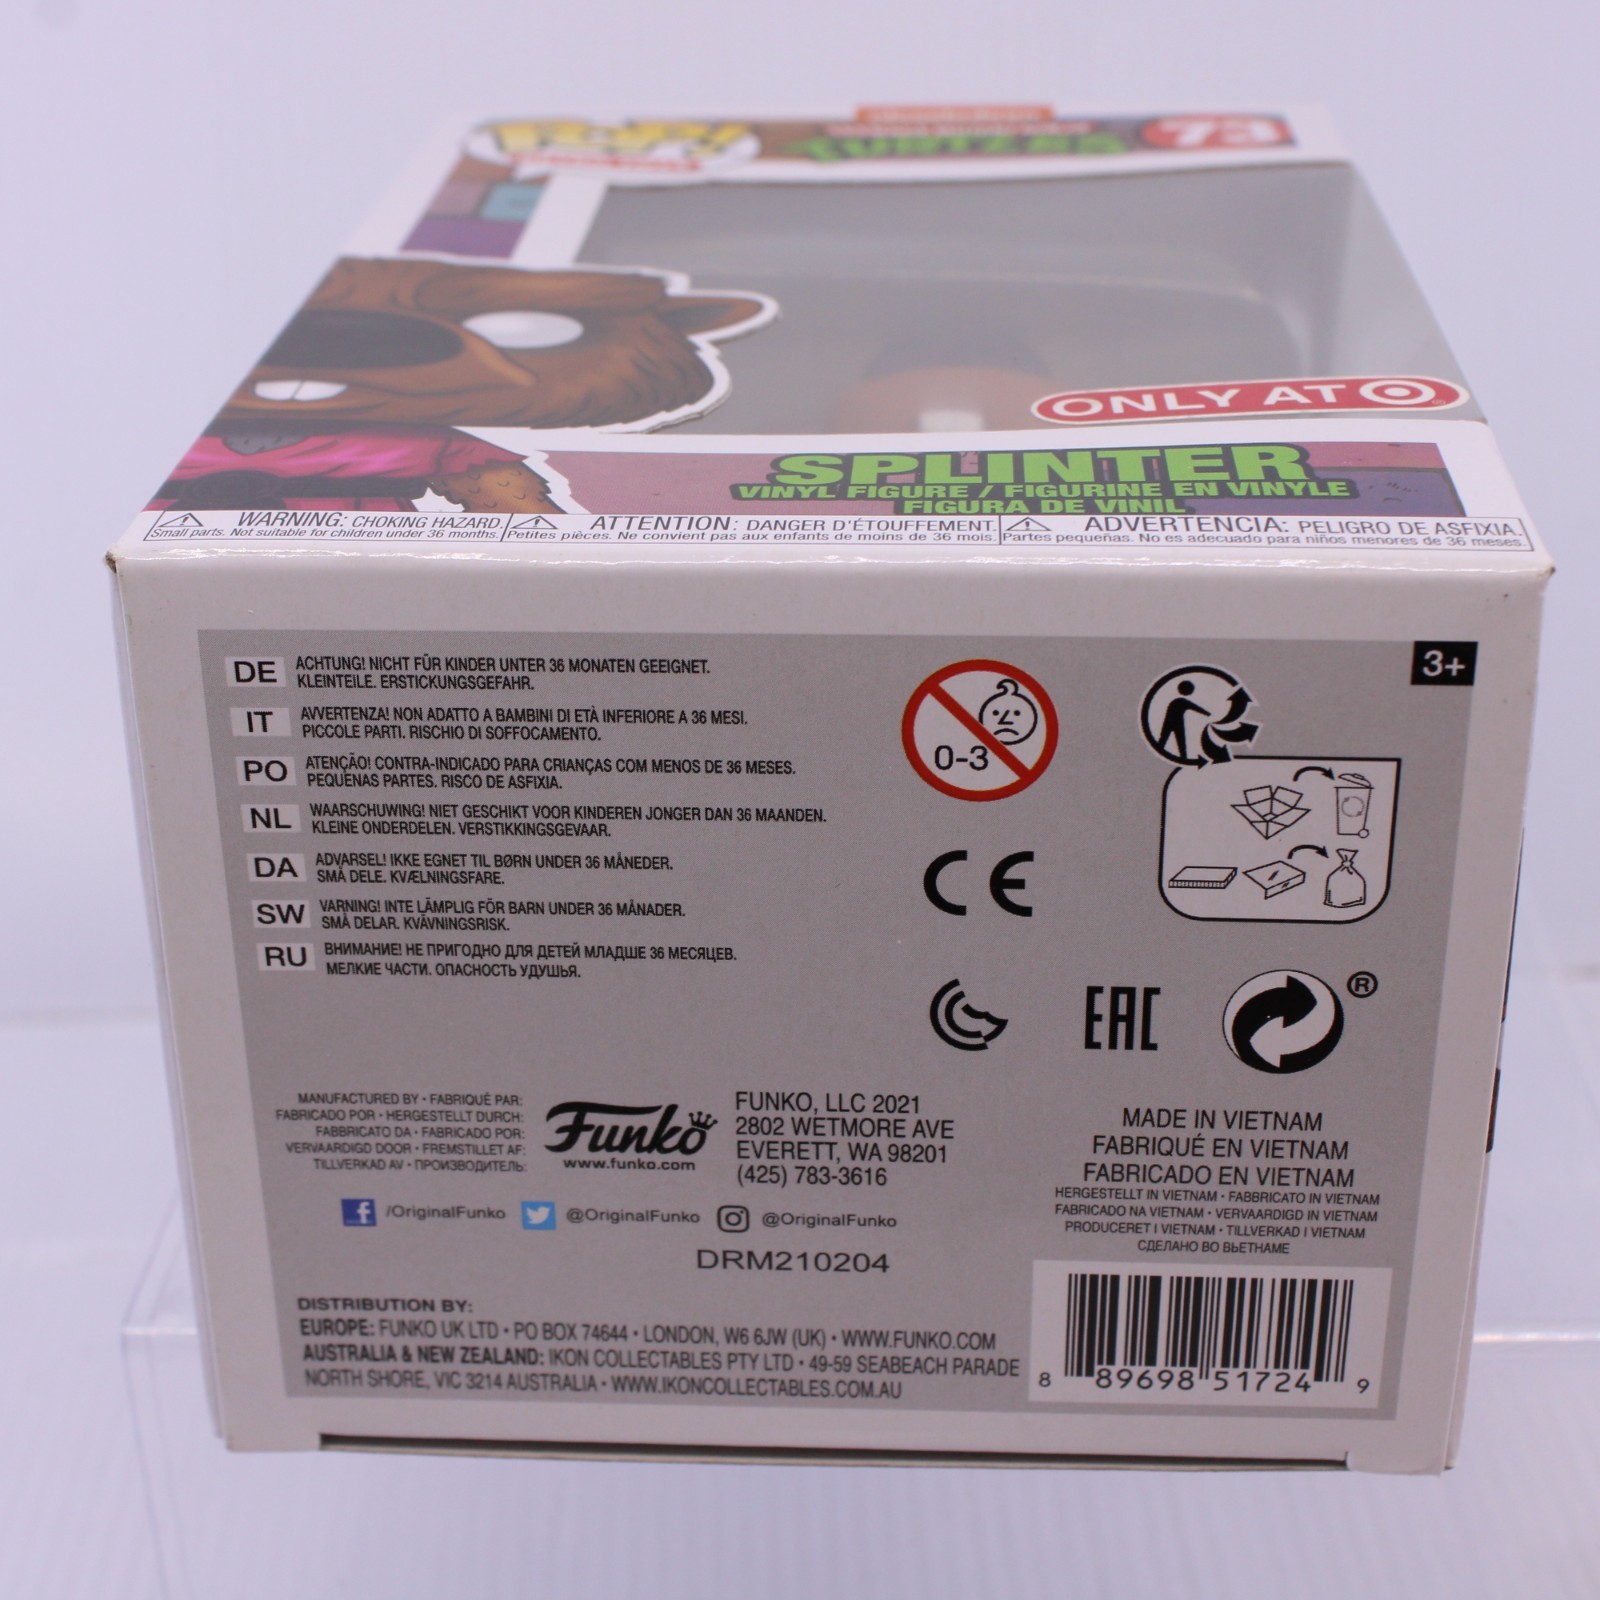 POP!
TURTLES
73
ONLY AT
SPLINTER
VINYL FIGURE / FIGURINE EN VINYLE
FIGURA DE VINIL
WARNING: CHOKING HAZARD.
Small parts. Not suitable for children under 36 months.
ATTENTION: DANGER D'ÉTOUFFEMENT.
Petites pièces. Ne convient pas aux enfants de moins de 36 mois.
ADVERTENCIA: PELIGRO DE ASFIXIA.
Partes pequeñas. No es adecuado para niños menores de 36 meses.
3+
DE ACHTUNG! NICHT FÜR KINDER UNTER 36 MONATEN GEEIGNET.
KLEINTEILE. ERSTICKUNGSGEFAHR.
IT AVVERTENZA! NON ADATTO A BAMBINI DI ETÀ INFERIORE A 36 MESI.
PICCOLE PARTI. RISCHIO DI SOFFOCAMENTO.
PO ATENÇÃO! CONTRA-INDICADO PARA CRIANÇAS COM MENOS DE 36 MESES.
PEQUENAS PARTES. RISCO DE ASFIXIA.
NL WAARSCHUWING! NIET GESCHIKT VOOR KINDEREN JONGER DAN 36 MAANDEN.
KLEINE ONDERDELEN. VERSTIKKINGSGEVAAR.
DA ADVARSEL! IKKE EGNET TIL BØRN UNDER 36 MÅNEDER.
SMÅ DELE. KVÆLNINGSFARE.
SW VARNING! INTE LÄMPLIG FÖR BARN UNDER 36 MÅNADER.
SMÅ DELAR. KVÄVNINGSRISK.
RU ВНИМАНИЕ! НЕ ПРИГОДНО ДЛЯ ДЕТЕЙ МЛАДШЕ 36 МЕСЯЦЕВ.
МЕЛКИЕ ЧАСТИ. ОПАСНОСТЬ УДУШЬЯ.
0-3
CE
EAC
®
MANUFACTURED BY • FABRIQUÉ PAR:
FABRICADO POR • HERGESTELLT DURCH:
FABBRICATO DA • FABRICADO POR:
VERVAARDIGD DOOR • FREMSTILLET AF:
TILLVERKAD AV • ПРОИЗВОДИТЕЛЬ:
Funko
www.funko.com
FUNKO, LLC 2021
2802 WETMORE AVE
EVERETT, WA 98201
(425) 783-3616
/OriginalFunko @OriginalFunko @OriginalFunko
DRM210204
MADE IN VIETNAM
FABRIQUÉ EN VIETNAM
FABRICADO EN VIETNAM
HERGESTELLT IN VIETNAM • FABBRICATO IN VIETNAM
FABRICADO NA VIETNAM • VERVAARDIGD IN VIETNAM
PRODUCERET I VIETNAM • TILLVERKAD I VIETNAM
СДЕЛАНО ВО ВЬЕТНАМЕ
DISTRIBUTION BY:
EUROPE: FUNKO UK LTD • PO BOX 74644 • LONDON, W6 6JW (UK) • WWW.FUNKO.COM
AUSTRALIA & NEW ZEALAND: IKON COLLECTABLES PTY LTD • 49-59 SEABEACH PARADE
NORTH SHORE, VIC 3214 AUSTRALIA • WWW.IKONCOLLECTABLES.COM.AU
8 89698 51724 9